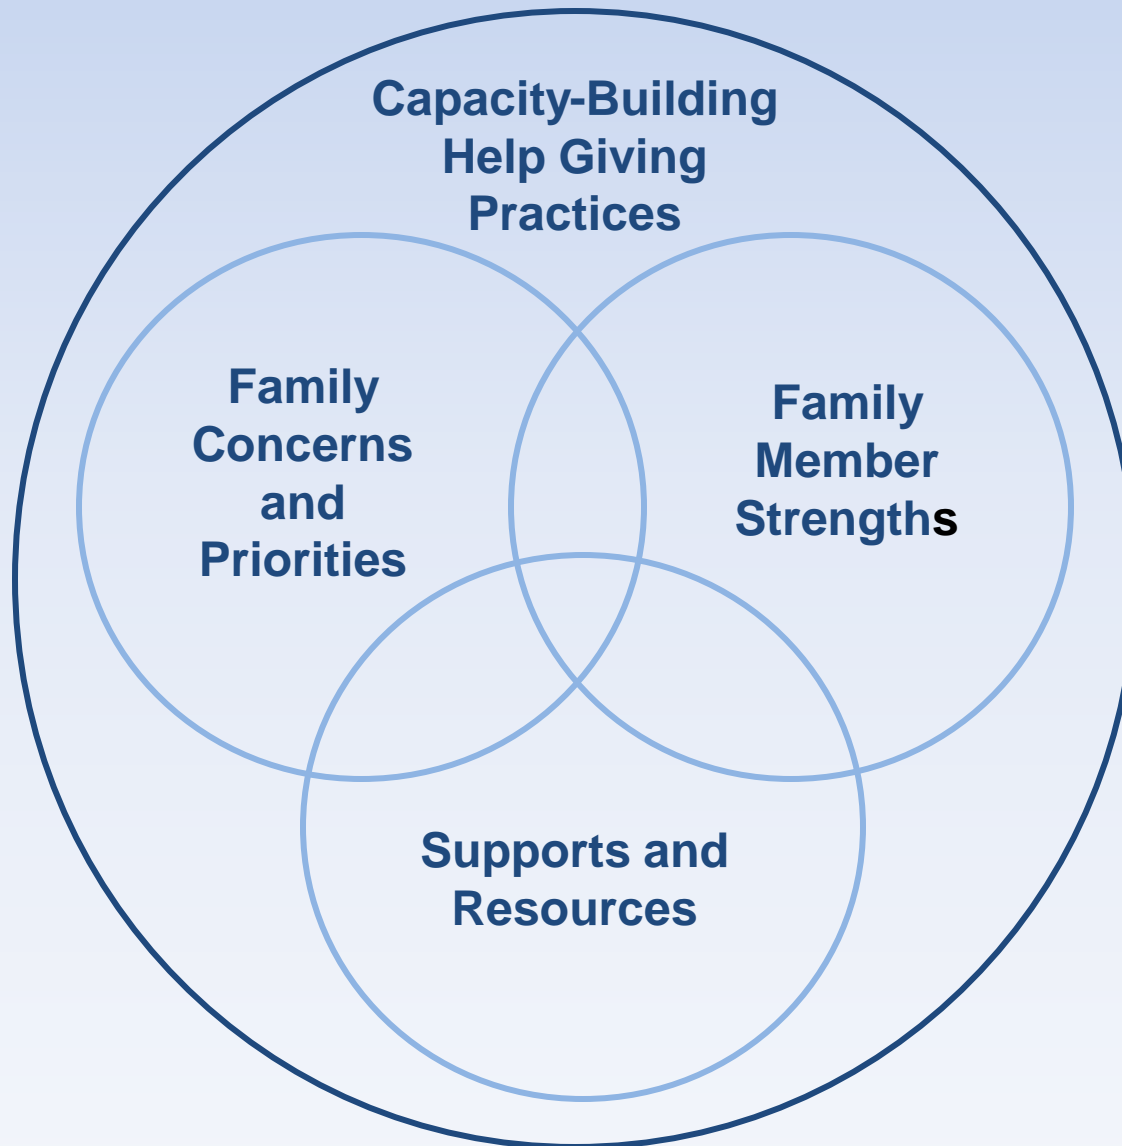 Capacity-Building
Help Giving
Practices
Family
Concerns
and
Priorities
Family
Member
Strengths
Supports and
Resources